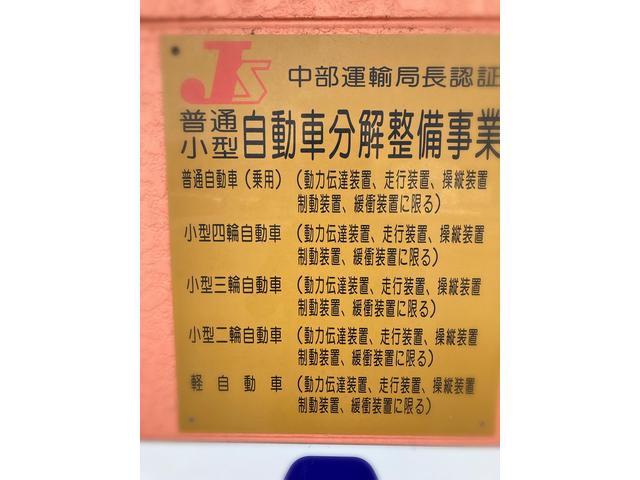 JS 中部運輸局長認証
普通
小型 自動車分解整備事業
普通自動車（乗用）（動力伝達装置、走行装置、操縦装置
制動装置、緩衝装置に限る）
小型四輪自動車（動力伝達装置、走行装置、操縦装置
制動装置、緩衝装置に限る）
小型三輪自動車（動力伝達装置、走行装置、操縦装置
制動装置、緩衝装置に限る）
小型二輪自動車（動力伝達装置、走行装置、操縦装置
制動装置、緩衝装置に限る）
軽自動車（動力伝達装置、走行装置、操縦装置
制動装置、緩衝装置に限る）